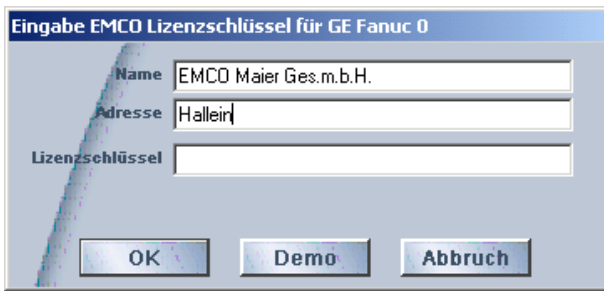 Eingabe EMCO Lizenzschlüssel für GE Fanuc 0
Name EMCO Maier Ges.m.b.H.
Adresse Hallein
Lizenzschlüssel
OK Demo Abbruch